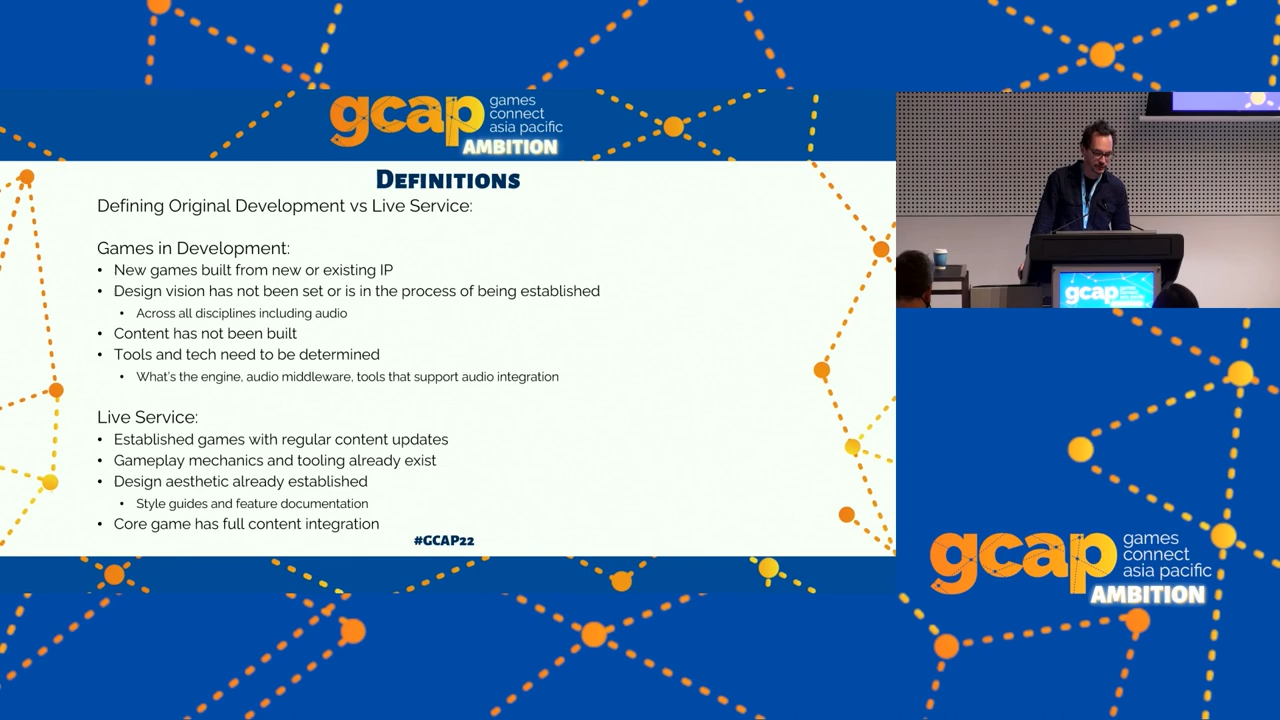 gcap games
connect
asia pacific
AMBITION
DEFINITIONS
Defining Original Development vs Live Service:
Games in Development:
• New games built from new or existing IP
• Design vision has not been set or is in the process of being established
• Across all disciplines including audio
• Content has not been built
• Tools and tech need to be determined
• What's the engine, audio middleware, tools that support audio integration
Live Service:
• Established games with regular content updates
• Gameplay mechanics and tooling already exist
• Design aesthetic already established
• Style guides and feature documentation
• Core game has full content integration
#GCAP22
gcap
gcap games
connect
asia pacific
AMBITION